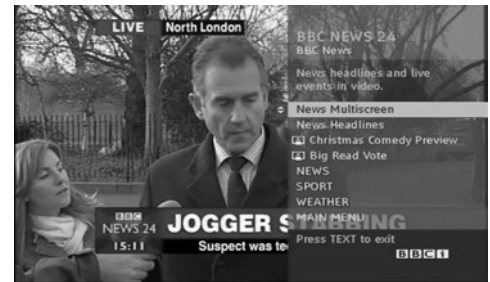 LIVE North London
BBC NEWS 24
BBC News
News headlines and live
events in video.
News Multiscreen
News Headlines
Christmas Comedy Preview
Big Read Vote
NEWS
SPORT
WEATHER
MAIN MENU
Press TEXT to exit
BBCi
BBC
NEWS 24
15:11
JOGGER STABBING
Suspect was